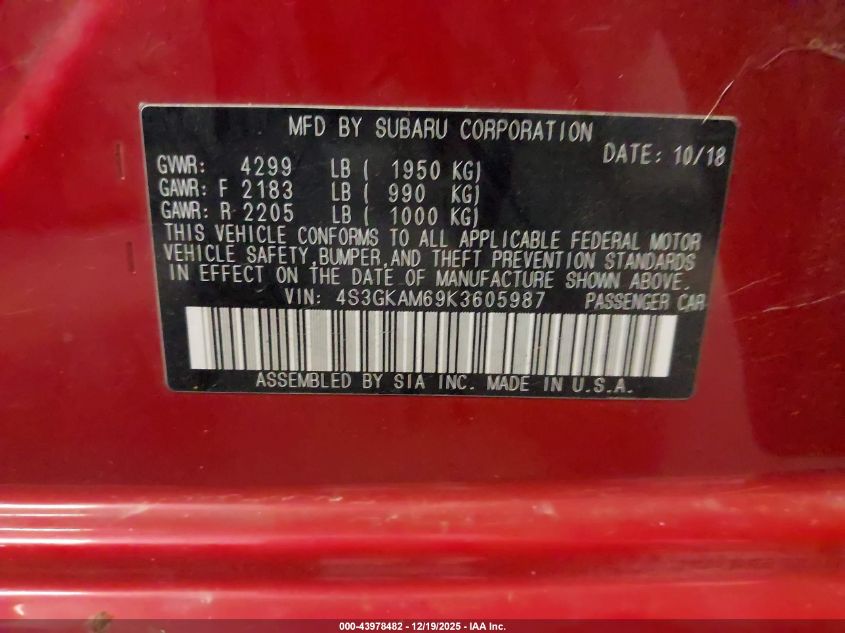 MFD BY SUBARU CORPORATION
DATE: 10/18
GVWR: 4299 LB ( 1950 KG)
GAWR: F 2183 LB ( 990 KG)
GAWR: R 2205 LB ( 1000 KG)
THIS VEHICLE CONFORMS TO ALL APPLICABLE FEDERAL MOTOR
VEHICLE SAFETY,BUMPER,AND THEFT PREVENTION STANDARDS
IN EFFECT ON THE DATE OF MANUFACTURE SHOWN ABOVE.
VIN: 4S3GKAM69K3605987 PASSENGER CAR
ASSEMBLED BY SIA INC. MADE IN U.S.A.
000-43978482 - 12/19/2025 - IAA Inc.